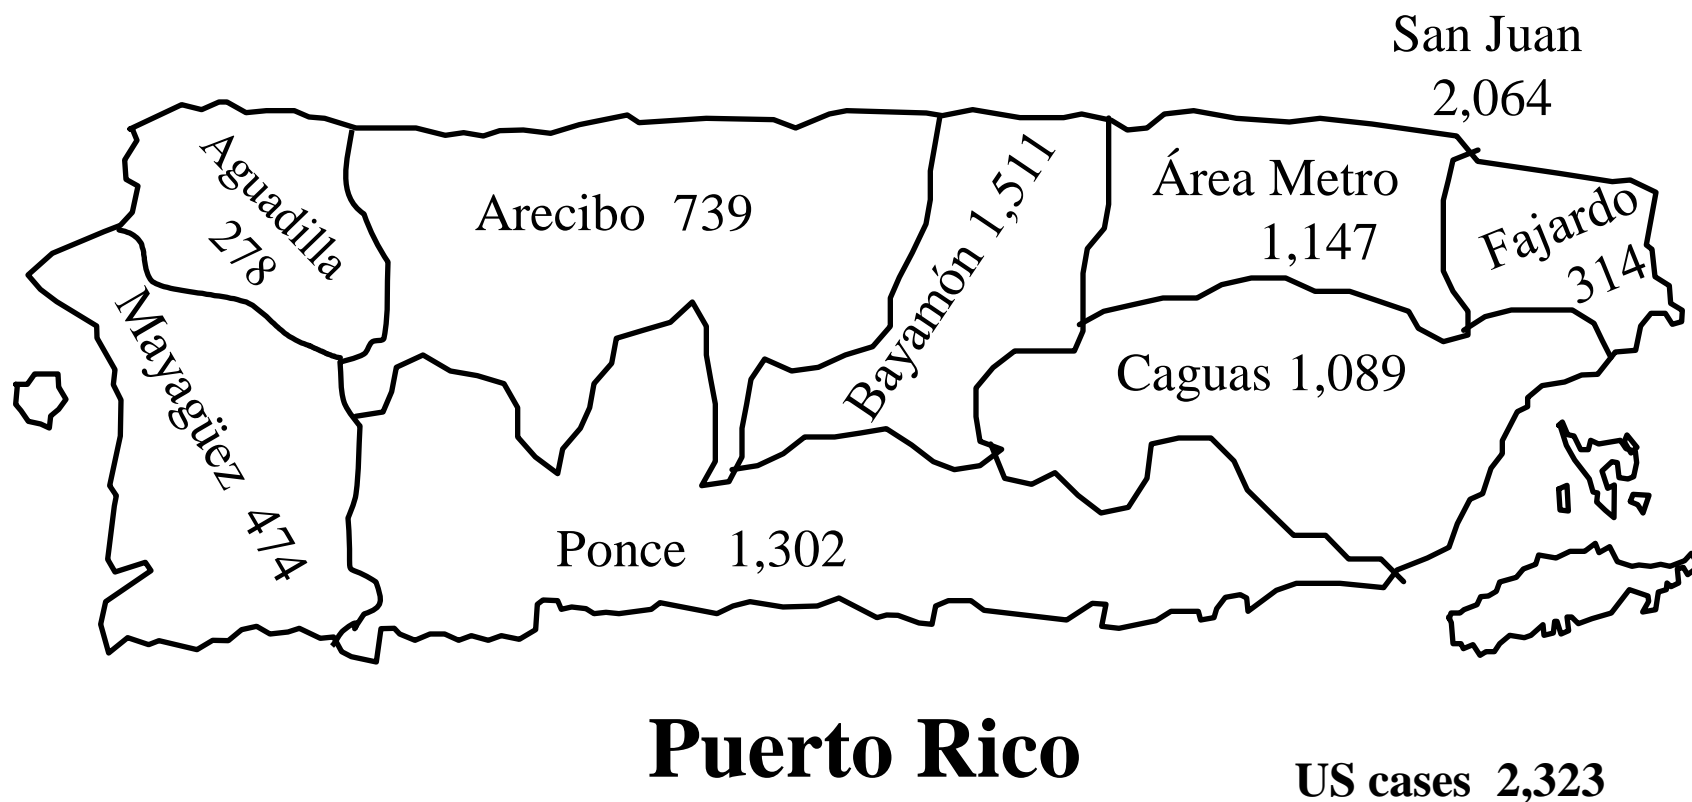 San Juan
2,064
Aguadilla
278
Arecibo 739
Bayamón 1,511
Área Metro
1,147
Fajardo
314
Mayagüez 474
Caguas 1,089
Ponce 1,302
Puerto Rico
US cases 2,323